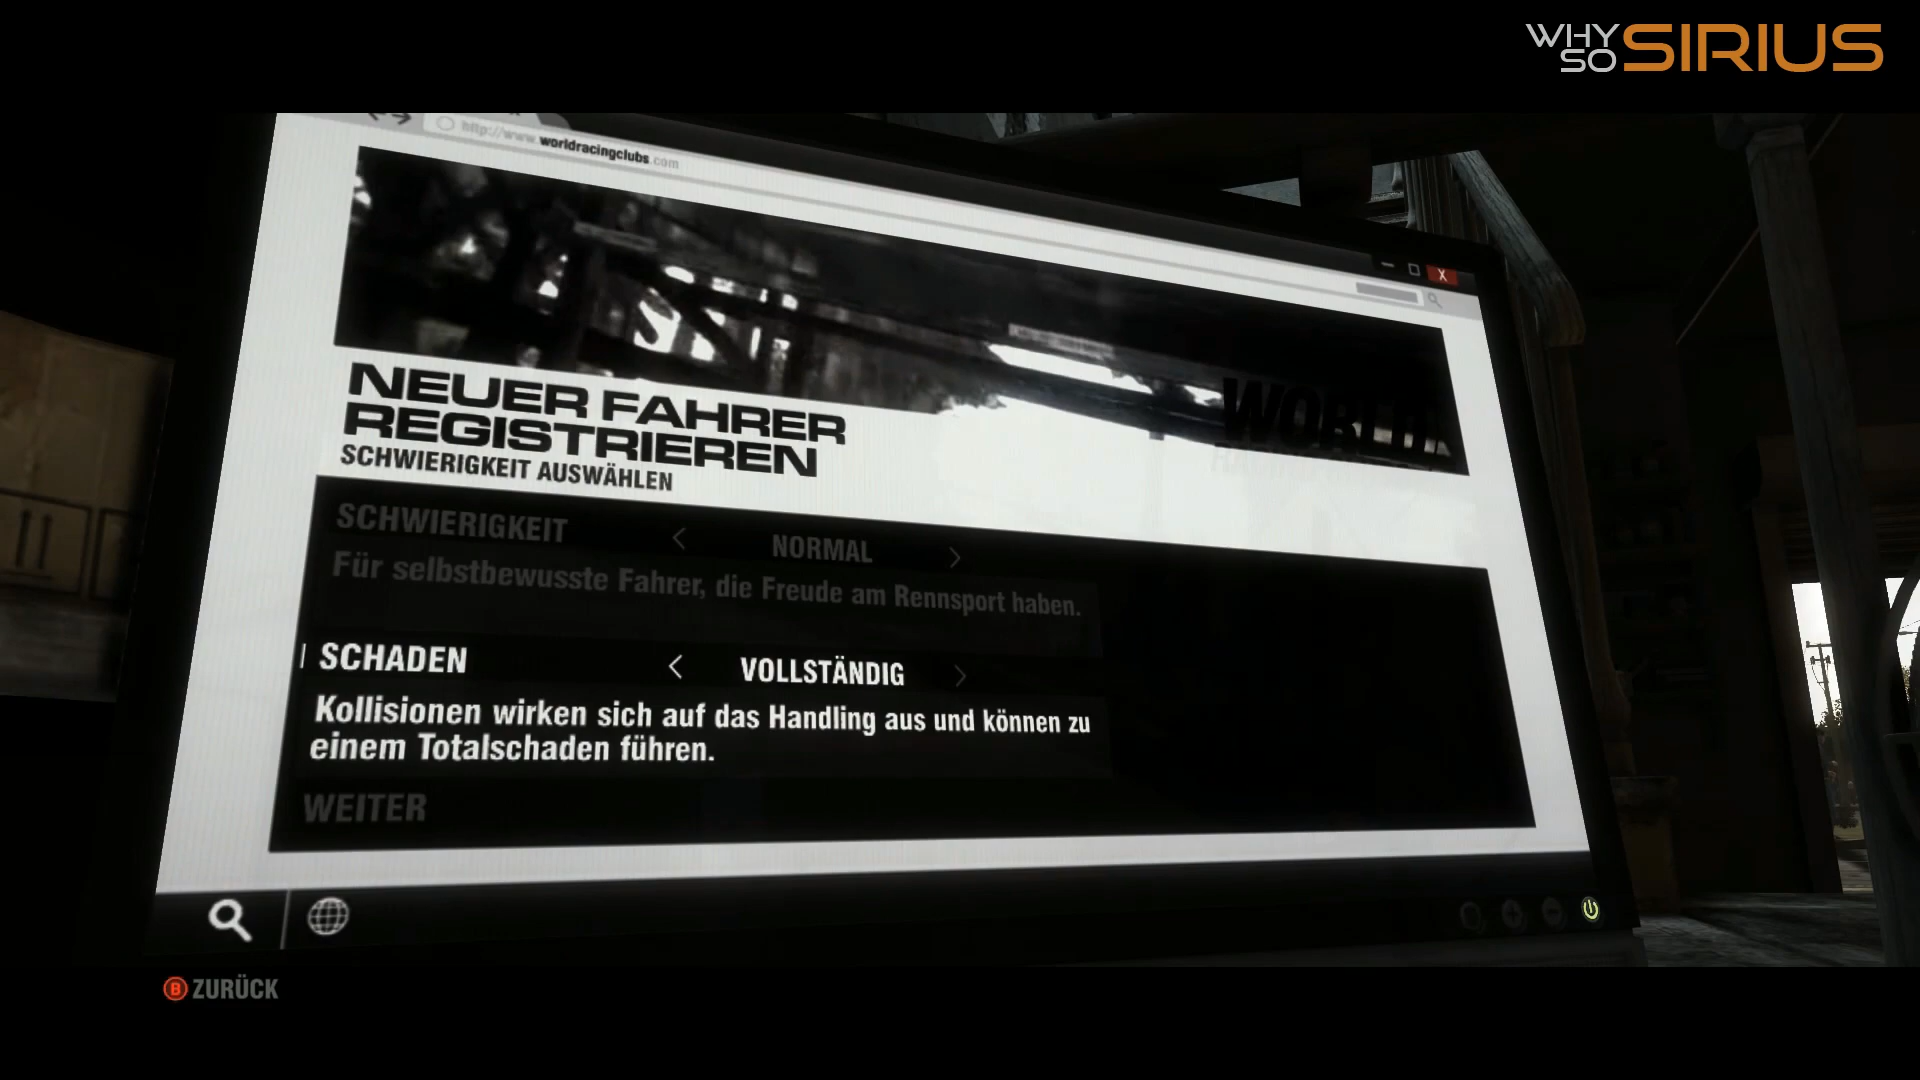 WHY
SO SIRIUS
http://www.worldracingclubs.com
X
WORLD
NEUER FAHRER
REGISTRIEREN
SCHWIERIGKEIT AUSWÄHLEN
SCHWIERIGKEIT < NORMAL >
Für selbstbewusste Fahrer, die Freude am Rennsport haben.
SCHADEN < VOLLSTÄNDIG >
Kollisionen wirken sich auf das Handling aus und können zu
einem Totalschaden führen.
WEITER
B ZURÜCK